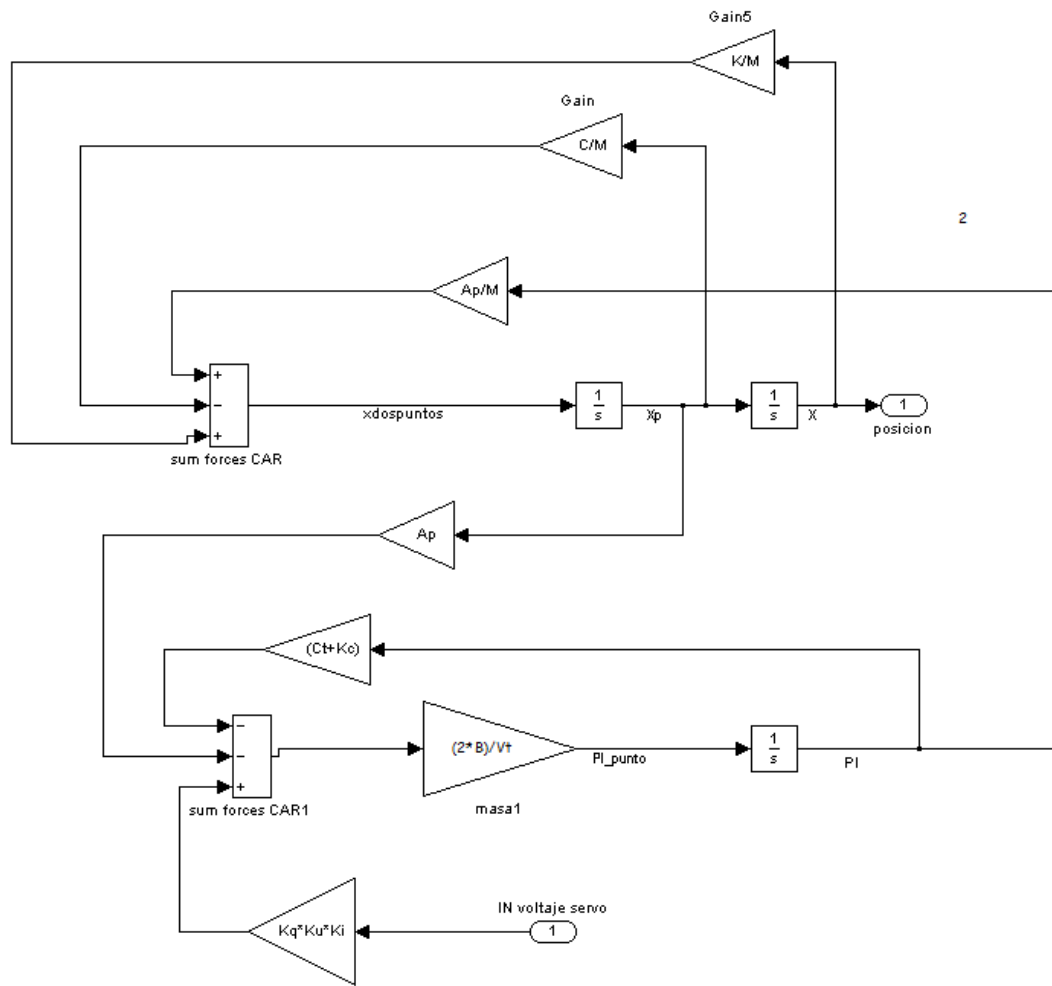 Gain5
K/M
Gain
C/M
2
Ap/M
+
−
+
xdospuntos
1
s
Xp
1
s
X
1
posicion
sum forces CAR
Ap
(Ct+Kc)
−
−
+
(2*B)/Vt
Pl_punto
1
s
Pl
sum forces CAR1
masa1
IN voltaje servo
Kq*Ku*Ki
1